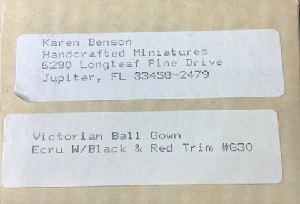 Karen Benson
Handcrafted Miniatures
6290 Longleaf Pine Drive
Jupiter, FL 33458-2479
Victorian Ball Gown
Ecru W/Black & Red Trim #G30